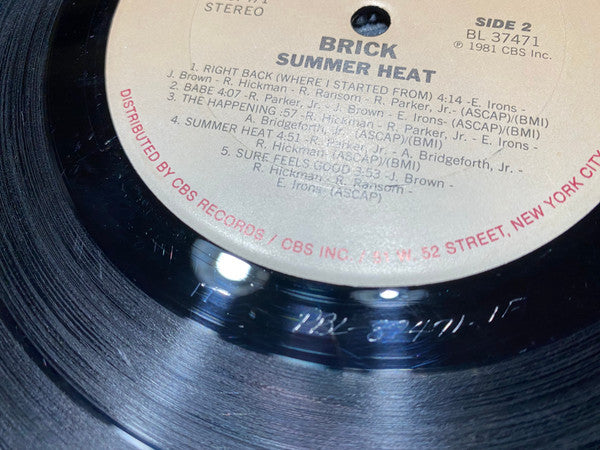 STEREO
SIDE 2
BL 37471
℗ 1981 CBS Inc.
BRICK
SUMMER HEAT
1. RIGHT BACK (WHERE I STARTED FROM) 4:14 -E. Irons-
J. Brown - R. Hickman - R. Ransom - R. Parker, Jr.- (ASCAP)/(BMI)
2. BABE 4:07 -R. Parker, Jr.- J. Brown - E. Irons- (ASCAP)/(BMI)
3. THE HAPPENING :57 -R. Hickman - R. Parker, Jr. - E. Irons -
A. Bridgeforth, Jr.- (ASCAP)/(BMI)
4. SUMMER HEAT 4:51 -R. Parker, Jr. - A. Bridgeforth, Jr. -
R. Hickman- (ASCAP)/(BMI)
5. SURE FEELS GOOD 3:53 -J. Brown -
R. Hickman - R. Ransom -
E. Irons- (ASCAP)
DISTRIBUTED BY CBS RECORDS / CBS INC. / 51 W. 52 STREET, NEW YORK CITY
PBL-37471-1F